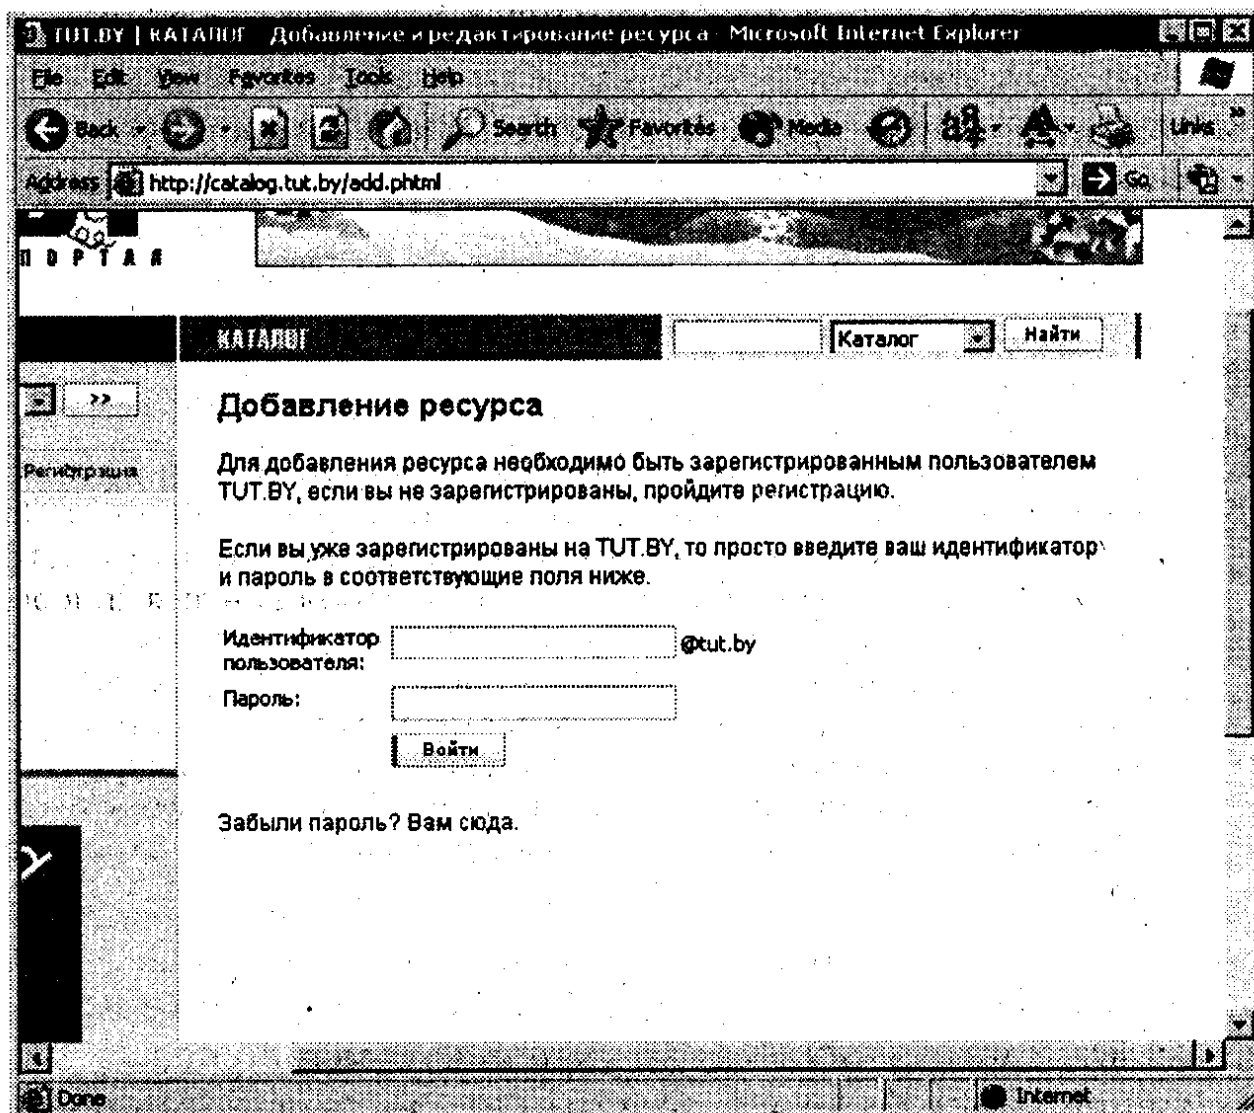 TUT.BY | КАТАЛОГ - Добавление и редактирование ресурса - Microsoft Internet Explorer
File Edit View Favorites Tools Help
Back Search Favorites Media Links
Address http://catalog.tut.by/add.phtml Go
ПОРТАЛ
КАТАЛОГ Каталог Найти
>>
Добавление ресурса
Регистрация
Для добавления ресурса необходимо быть зарегистрированным пользователем
TUT.BY, если вы не зарегистрированы, пройдите регистрацию.
Если вы уже зарегистрированы на TUT.BY, то просто введите ваш идентификатор
и пароль в соответствующие поля ниже.
Идентификатор
пользователя: @tut.by
Пароль:
Войти
Забыли пароль? Вам сюда.
Done Internet